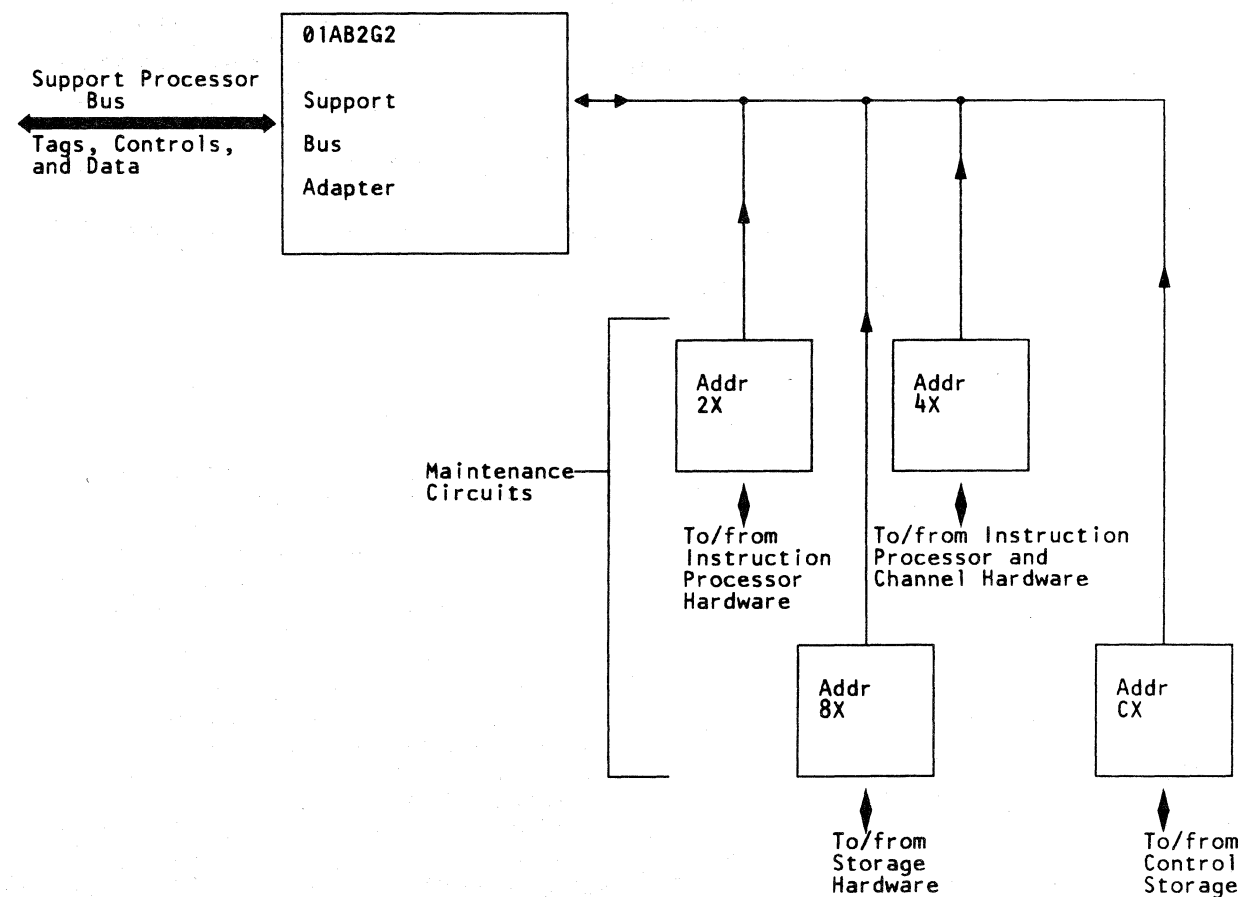 01AB2G2
Support Processor
Bus
Tags, Controls,
and Data
Support
Bus
Adapter
Maintenance
Circuits
Addr
2X
Addr
4X
To/from
Instruction
Processor
Hardware
To/from Instruction
Processor and
Channel Hardware
Addr
8X
Addr
CX
To/from
Storage
Hardware
To/from
Control
Storage